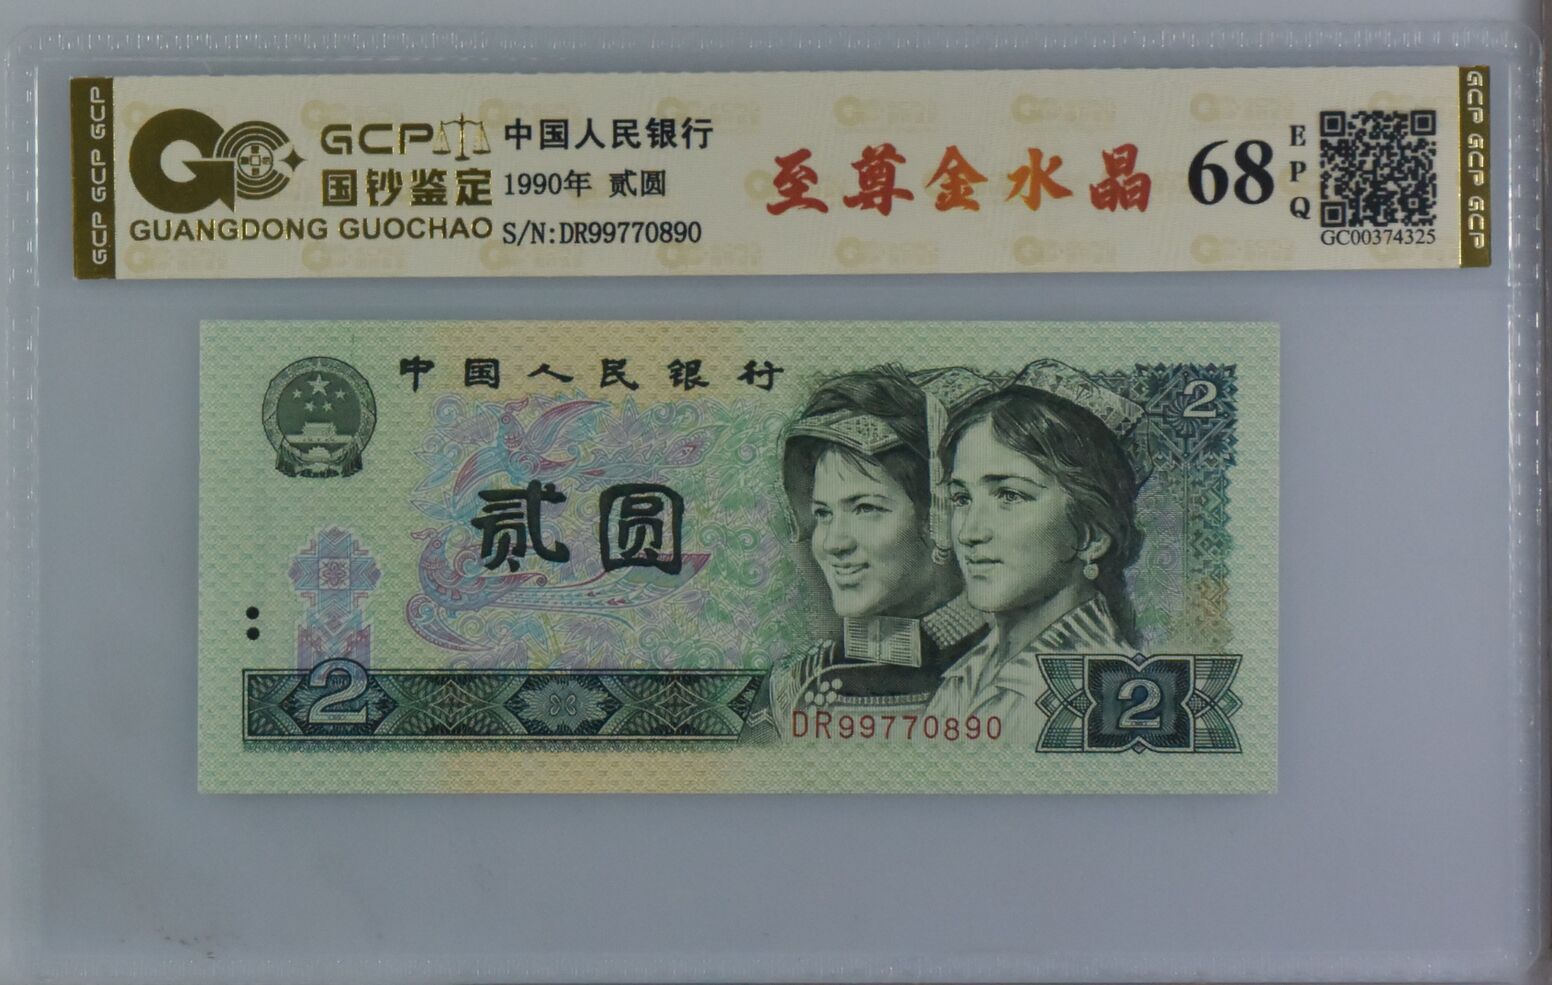 GCP GCP GCP
GCP
国钞鉴定
GUANGDONG GUOCHAO
中国人民银行
1990年 贰圆
S/N:DR99770890
至尊金水晶
68
EPQ
GC00374325
GCP GCP GCP
中国人民银行
2
贰圆
2
DR99770890
2